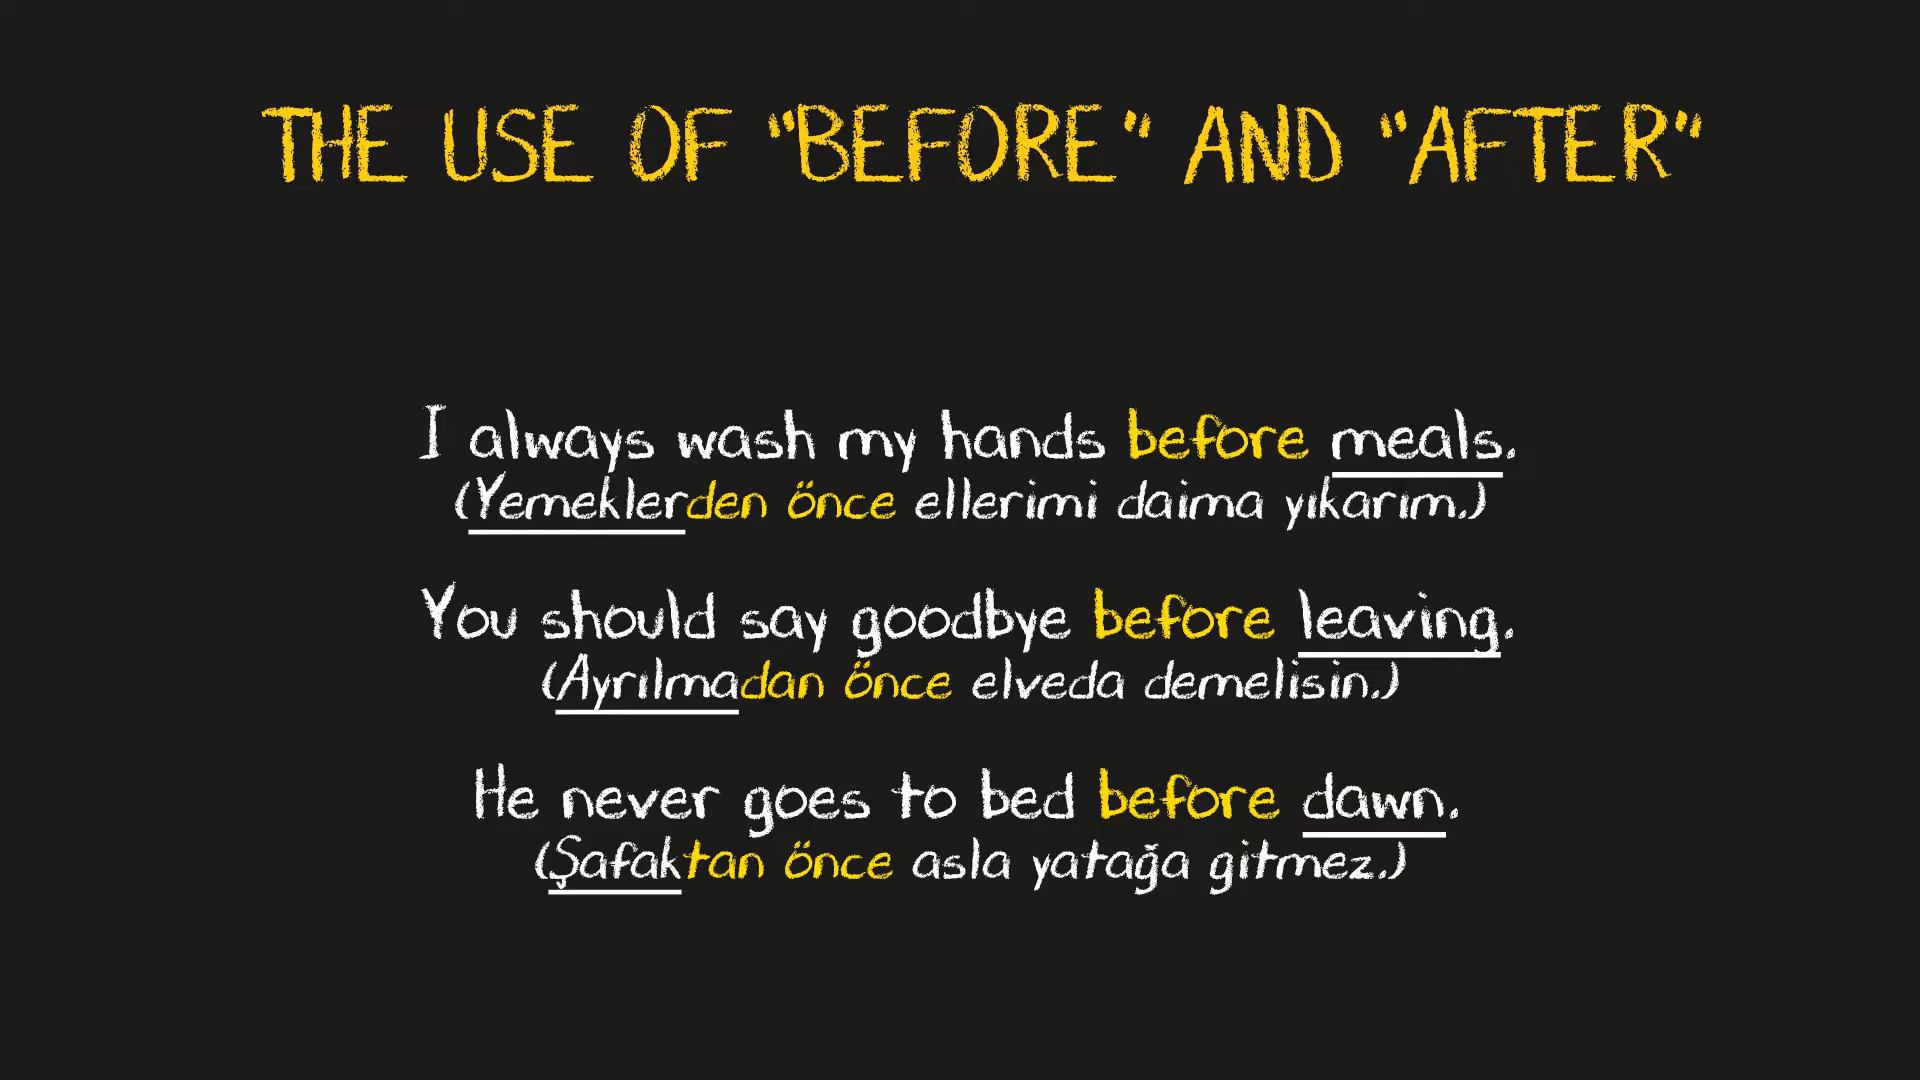 THE USE OF "BEFORE" AND "AFTER"
I always wash my hands before meals.
(Yemeklerden önce ellerimi daima yıkarım.)
You should say goodbye before leaving.
(Ayrılmadan önce elveda demelisin.)
He never goes to bed before dawn.
(Şafaktan önce asla yatağa gitmez.)